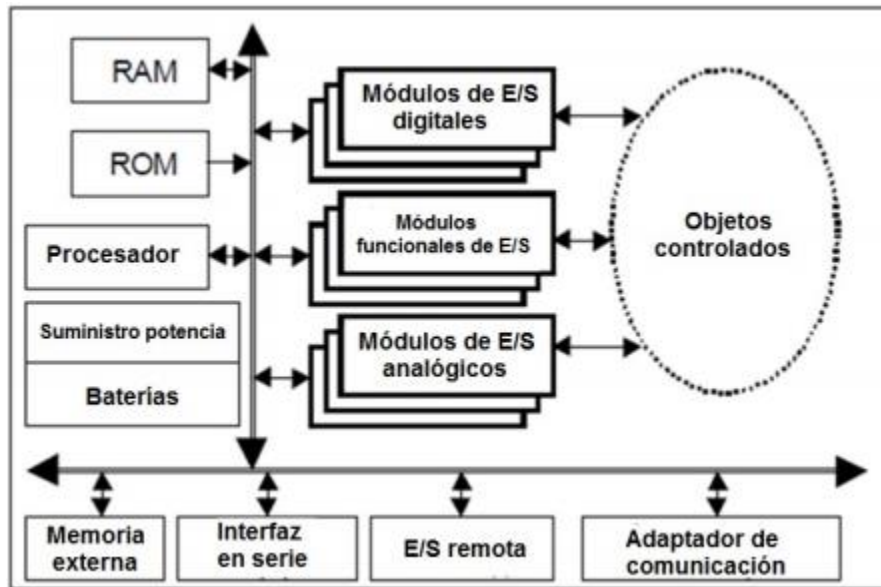 RAM
ROM
Procesador
Suministro potencia
Baterías
Módulos de E/S
digitales
Módulos
funcionales de E/S
Módulos de E/S
analógicos
Objetos
controlados
Memoria
externa
Interfaz
en serie
E/S remota
Adaptador de
comunicación